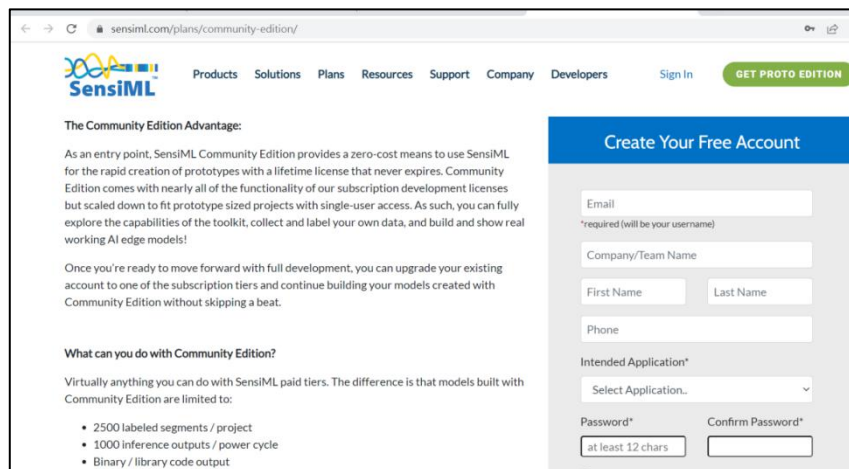 sensiml.com/plans/community-edition/
SensiML
Products Solutions Plans Resources Support Company Developers Sign In GET PROTO EDITION
The Community Edition Advantage:
As an entry point, SensiML Community Edition provides a zero-cost means to use SensiML
for the rapid creation of prototypes with a lifetime license that never expires. Community
Edition comes with nearly all of the functionality of our subscription development licenses
but scaled down to fit prototype sized projects with single-user access. As such, you can fully
explore the capabilities of the toolkit, collect and label your own data, and build and show real
working AI edge models!
Once you're ready to move forward with full development, you can upgrade your existing
account to one of the subscription tiers and continue building your models created with
Community Edition without skipping a beat.
What can you do with Community Edition?
Virtually anything you can do with SensiML paid tiers. The difference is that models built with
Community Edition are limited to:
• 2500 labeled segments / project
• 1000 inference outputs / power cycle
• Binary / library code output
Create Your Free Account
Email
*required (will be your username)
Company/Team Name
First Name Last Name
Phone
Intended Application*
Select Application..
Password* Confirm Password*
at least 12 chars